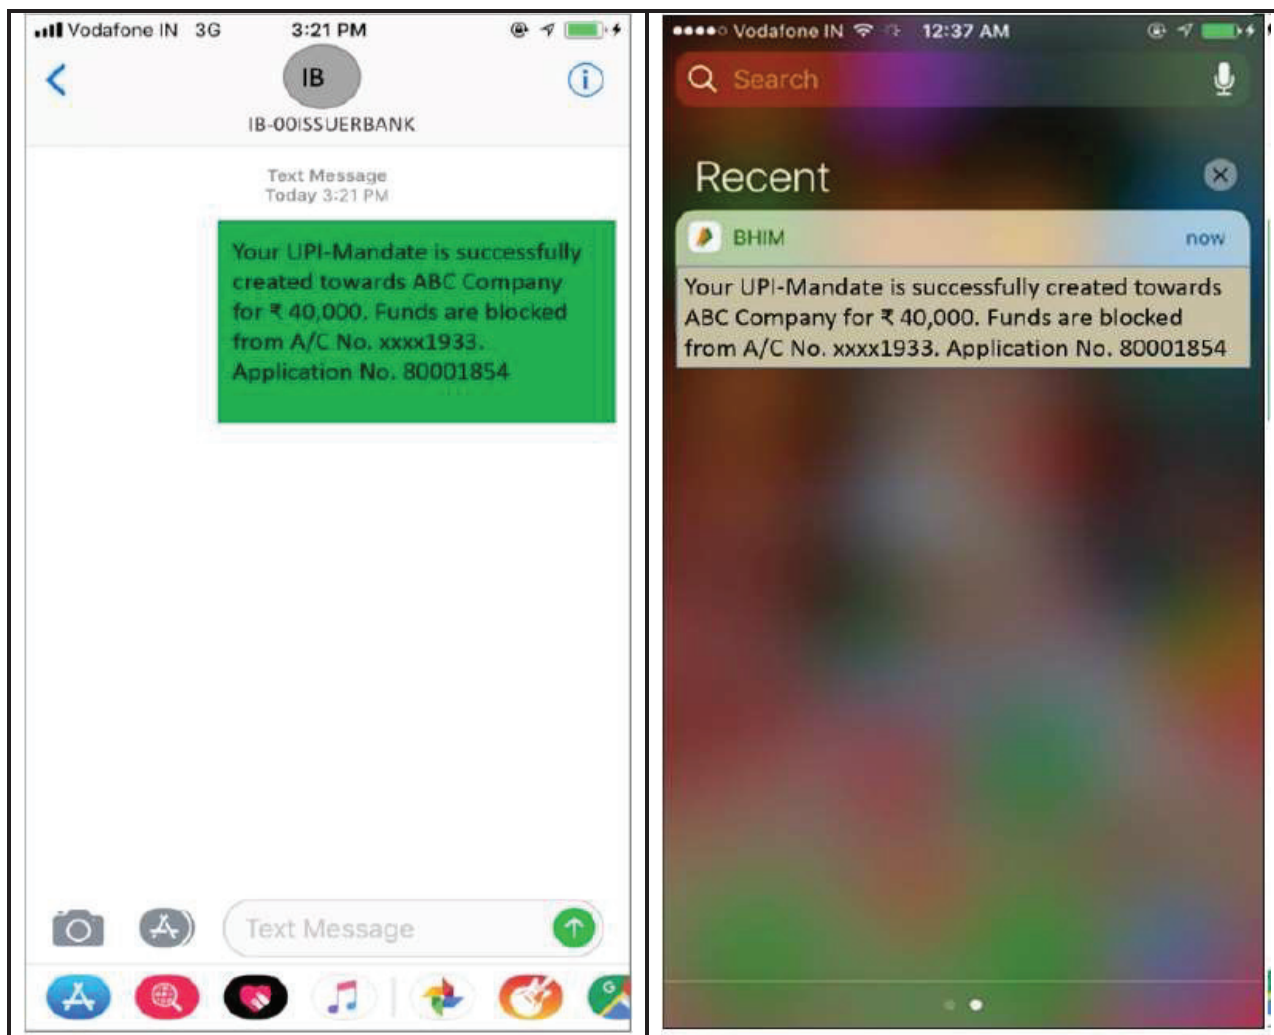 Vodafone IN 3G 3:21 PM
IB
IB-00ISSUERBANK
Text Message
Today 3:21 PM
Your UPI-Mandate is successfully
created towards ABC Company
for ₹ 40,000. Funds are blocked
from A/C No. xxxx1933.
Application No. 80001854
Text Message
Vodafone IN 12:37 AM
Search
Recent
BHIM now
Your UPI-Mandate is successfully created towards
ABC Company for ₹ 40,000. Funds are blocked
from A/C No. xxxx1933. Application No. 80001854